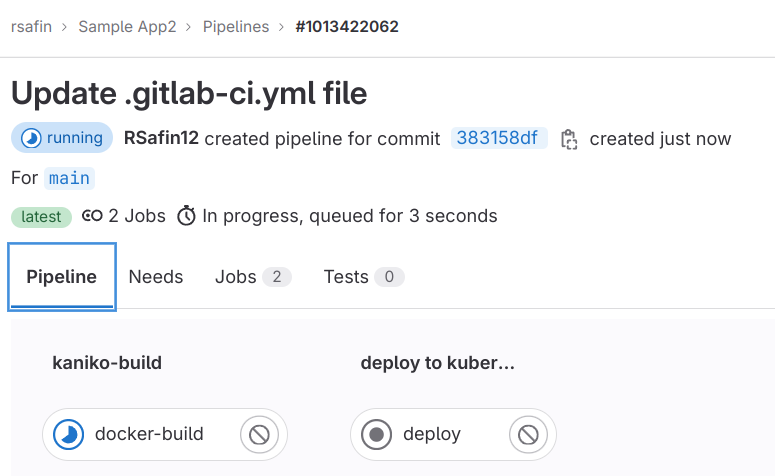 rsafin > Sample App2 > Pipelines > #1013422062
Update .gitlab-ci.yml file
running RSafin12 created pipeline for commit 383158df created just now
For main
latest 2 Jobs In progress, queued for 3 seconds
Pipeline Needs Jobs 2 Tests 0
kaniko-build deploy to kuber...
docker-build deploy